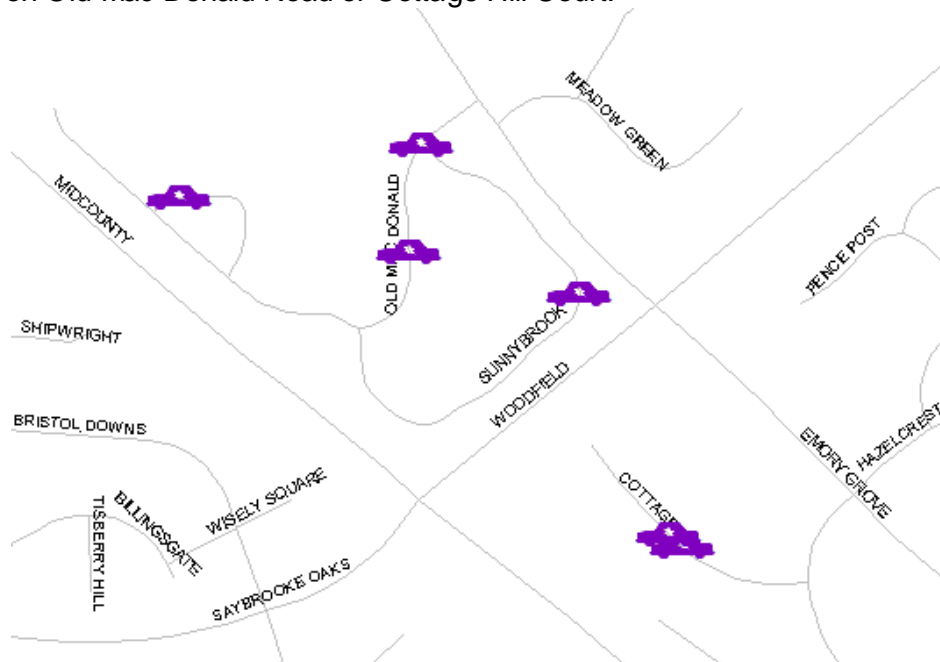 on Old Mac Donald Road or Cottage Hill Court.
MEADOW GREEN
MIDCOUNTY
OLD M C DONALD
FENCE POST
SHIPWRIGHT
SUNNYBROOK
WOODFIELD
BRISTOL DOWNS
HAZELCREST
EMORY GROVE
COTTAGE
WISELY SQUARE
BILLINGSGATE
TISBERRY HILL
SAYBROOKE OAKS